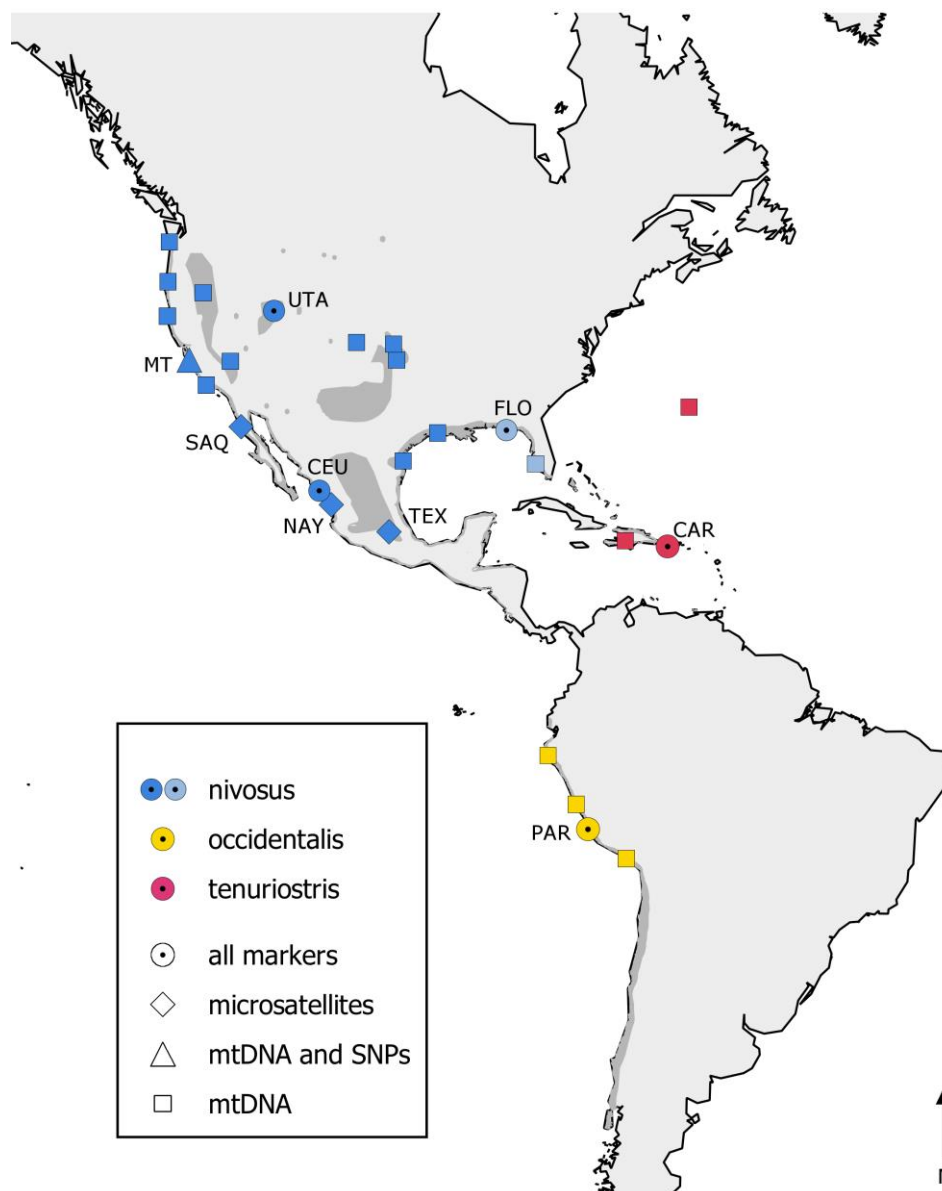 UTA
MT
FLO
SAQ
CEU
NAY
TEX
CAR
PAR
nivosus
occidentalis
tenuriostris
all markers
microsatellites
mtDNA and SNPs
mtDNA